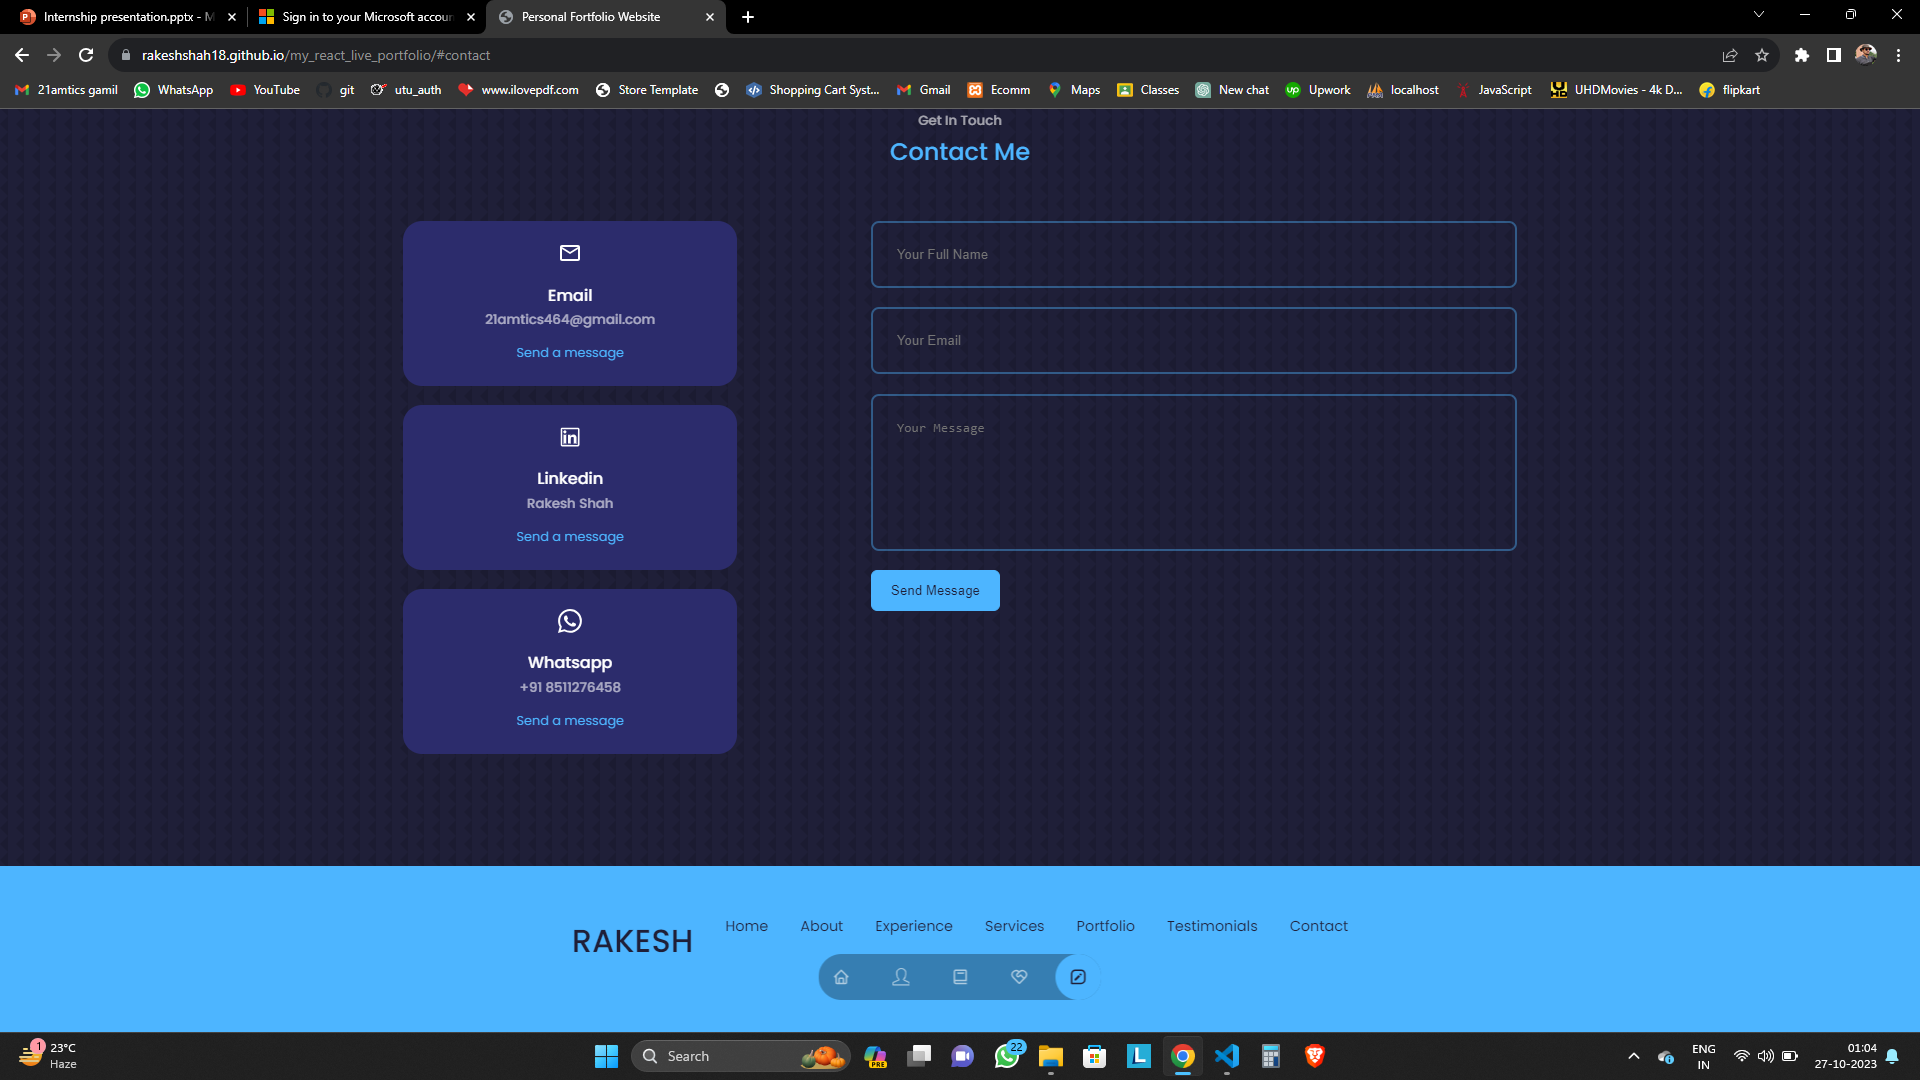 Internship presentation.pptx - M
Sign in to your Microsoft accoun
Personal Fortfolio Website
rakeshshah18.github.io/my_react_live_portfolio/#contact
21amtics gamil
WhatsApp
YouTube
git
utu_auth
www.ilovepdf.com
Store Template
Shopping Cart Syst...
Gmail
Ecomm
Maps
Classes
New chat
Upwork
localhost
JavaScript
UHDMovies - 4k D...
flipkart
Get In Touch
Contact Me
Email
21amtics464@gmail.com
Send a message
Linkedin
Rakesh Shah
Send a message
Whatsapp
+91 8511276458
Send a message
Your Full Name
Your Email
Your Message
Send Message
RAKESH
Home
About
Experience
Services
Portfolio
Testimonials
Contact
1
23°C
Haze
Search
PRE
22
L
ENG
IN
01:04
27-10-2023